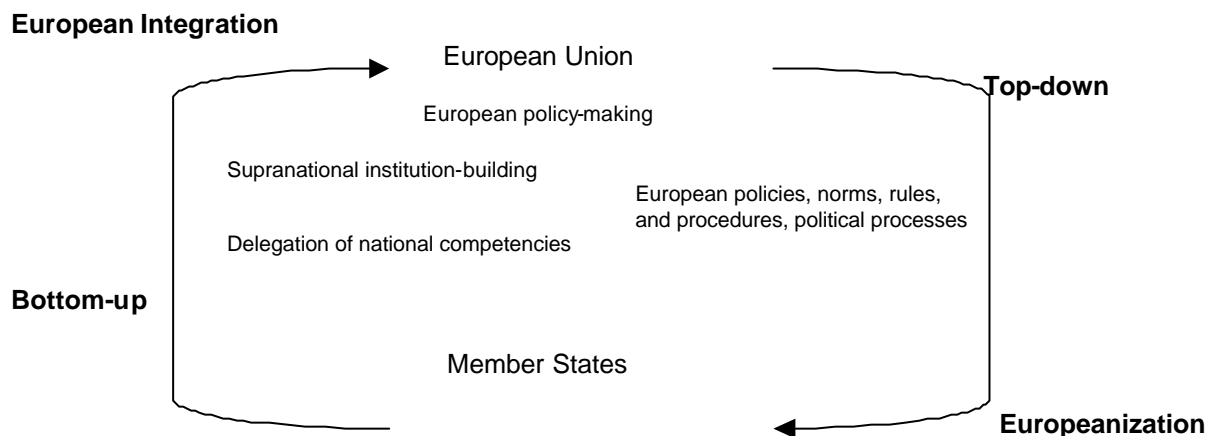 European Integration
European Union
Top-down
European policy-making
Supranational institution-building
European policies, norms, rules,
and procedures, political processes
Delegation of national competencies
Bottom-up
Member States
Europeanization